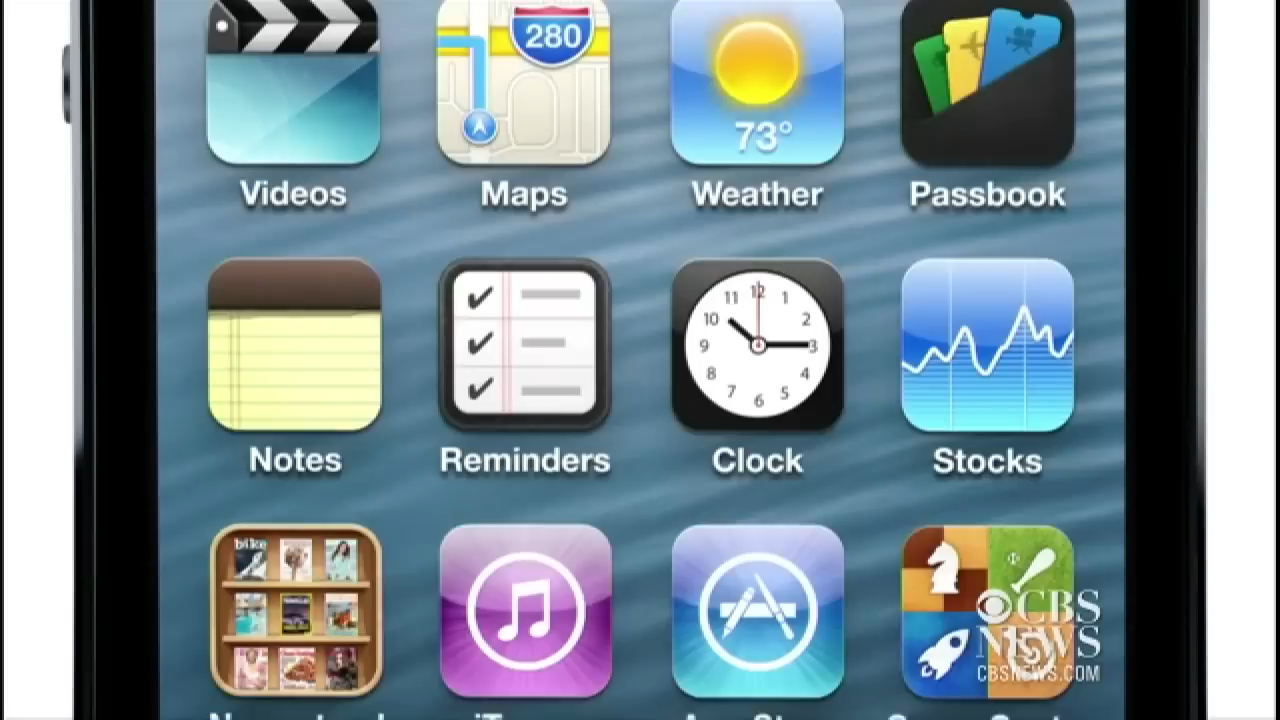 280
73°
Videos Maps Weather Passbook
11 12 1
10 2
9 3
8 4
7 6 5
Notes Reminders Clock Stocks
bike
CBS
NEWS
CBSNEWS.COM